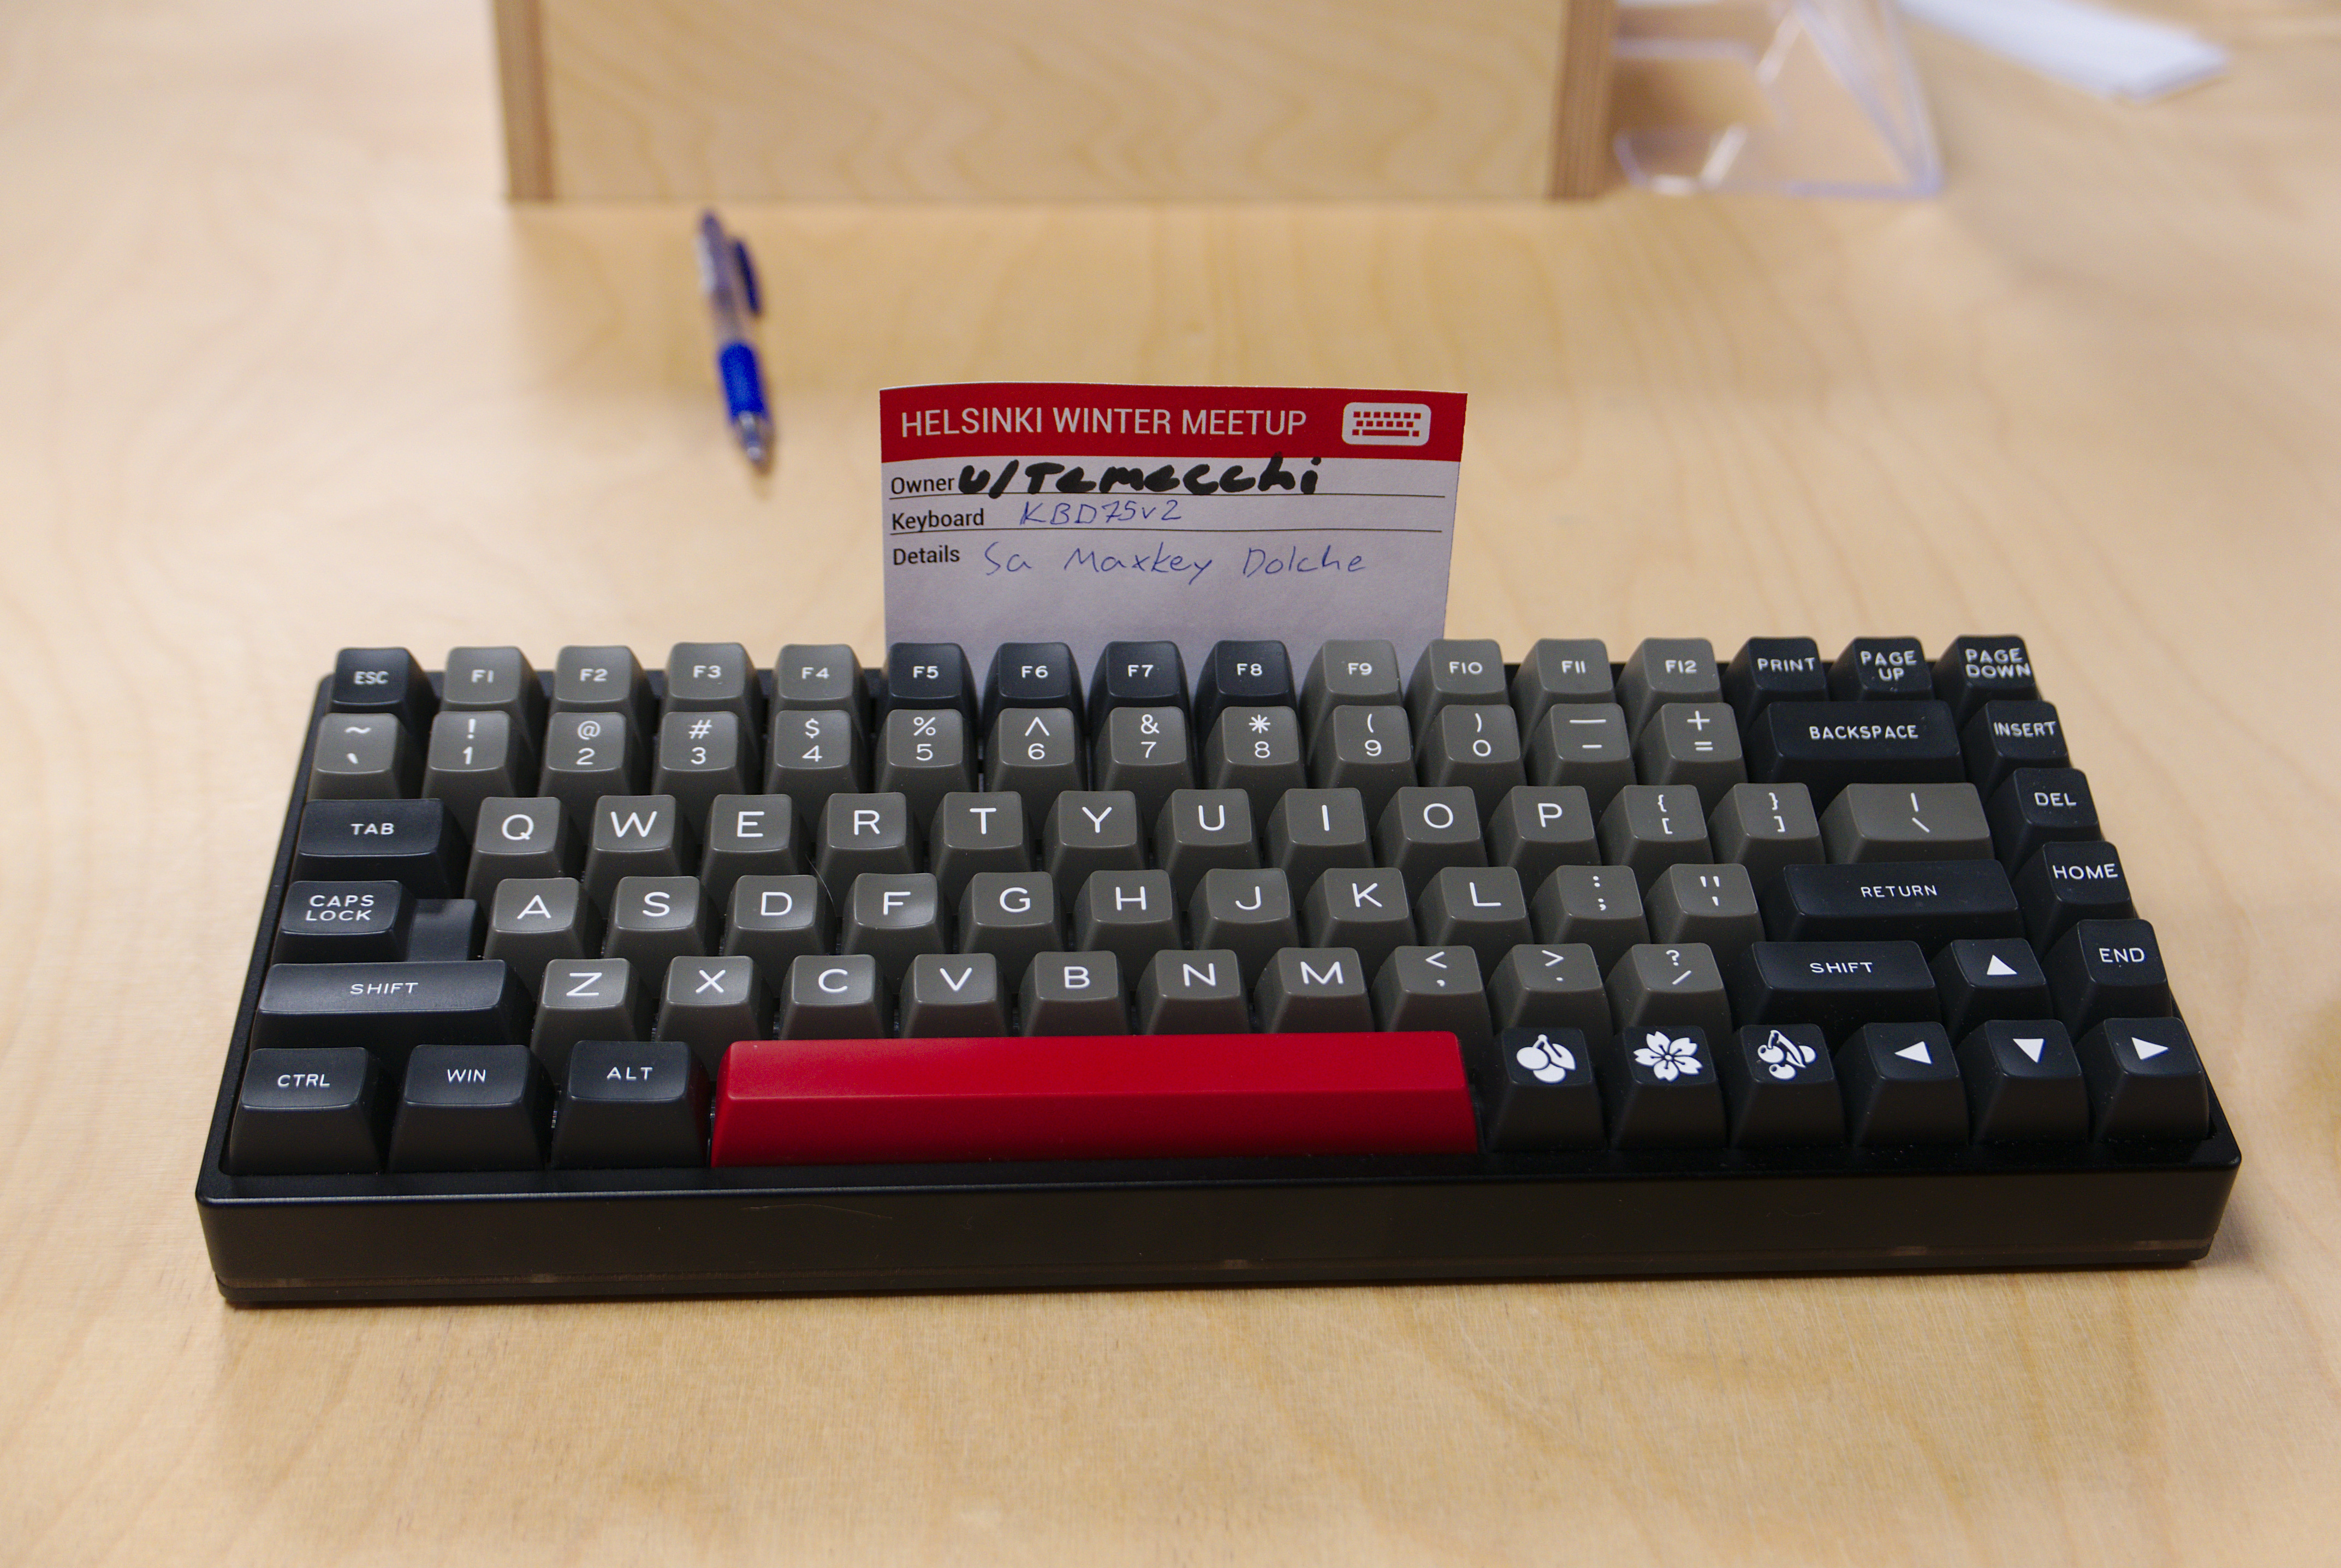 HELSINKI WINTER MEETUP
Owner u/Temecchi
Keyboard KBD75v2
Details Sa Maxkey Dolche
ESC F1 F2 F3 F4 F5 F6 F7 F8 F9 F10 F11 F12 PRINT PAGE UP PAGE DOWN
~ ` ! 1 @ 2 # 3 $ 4 % 5 ^ 6 & 7 * 8 ( 9 ) 0 — - + = BACKSPACE INSERT
TAB Q W E R T Y U I O P { [ } ] | \ DEL
CAPS LOCK A S D F G H J K L : ; " ' RETURN HOME
SHIFT Z X C V B N M < , > . ? / SHIFT ▲ END
CTRL WIN ALT ◀ ▼ ▶